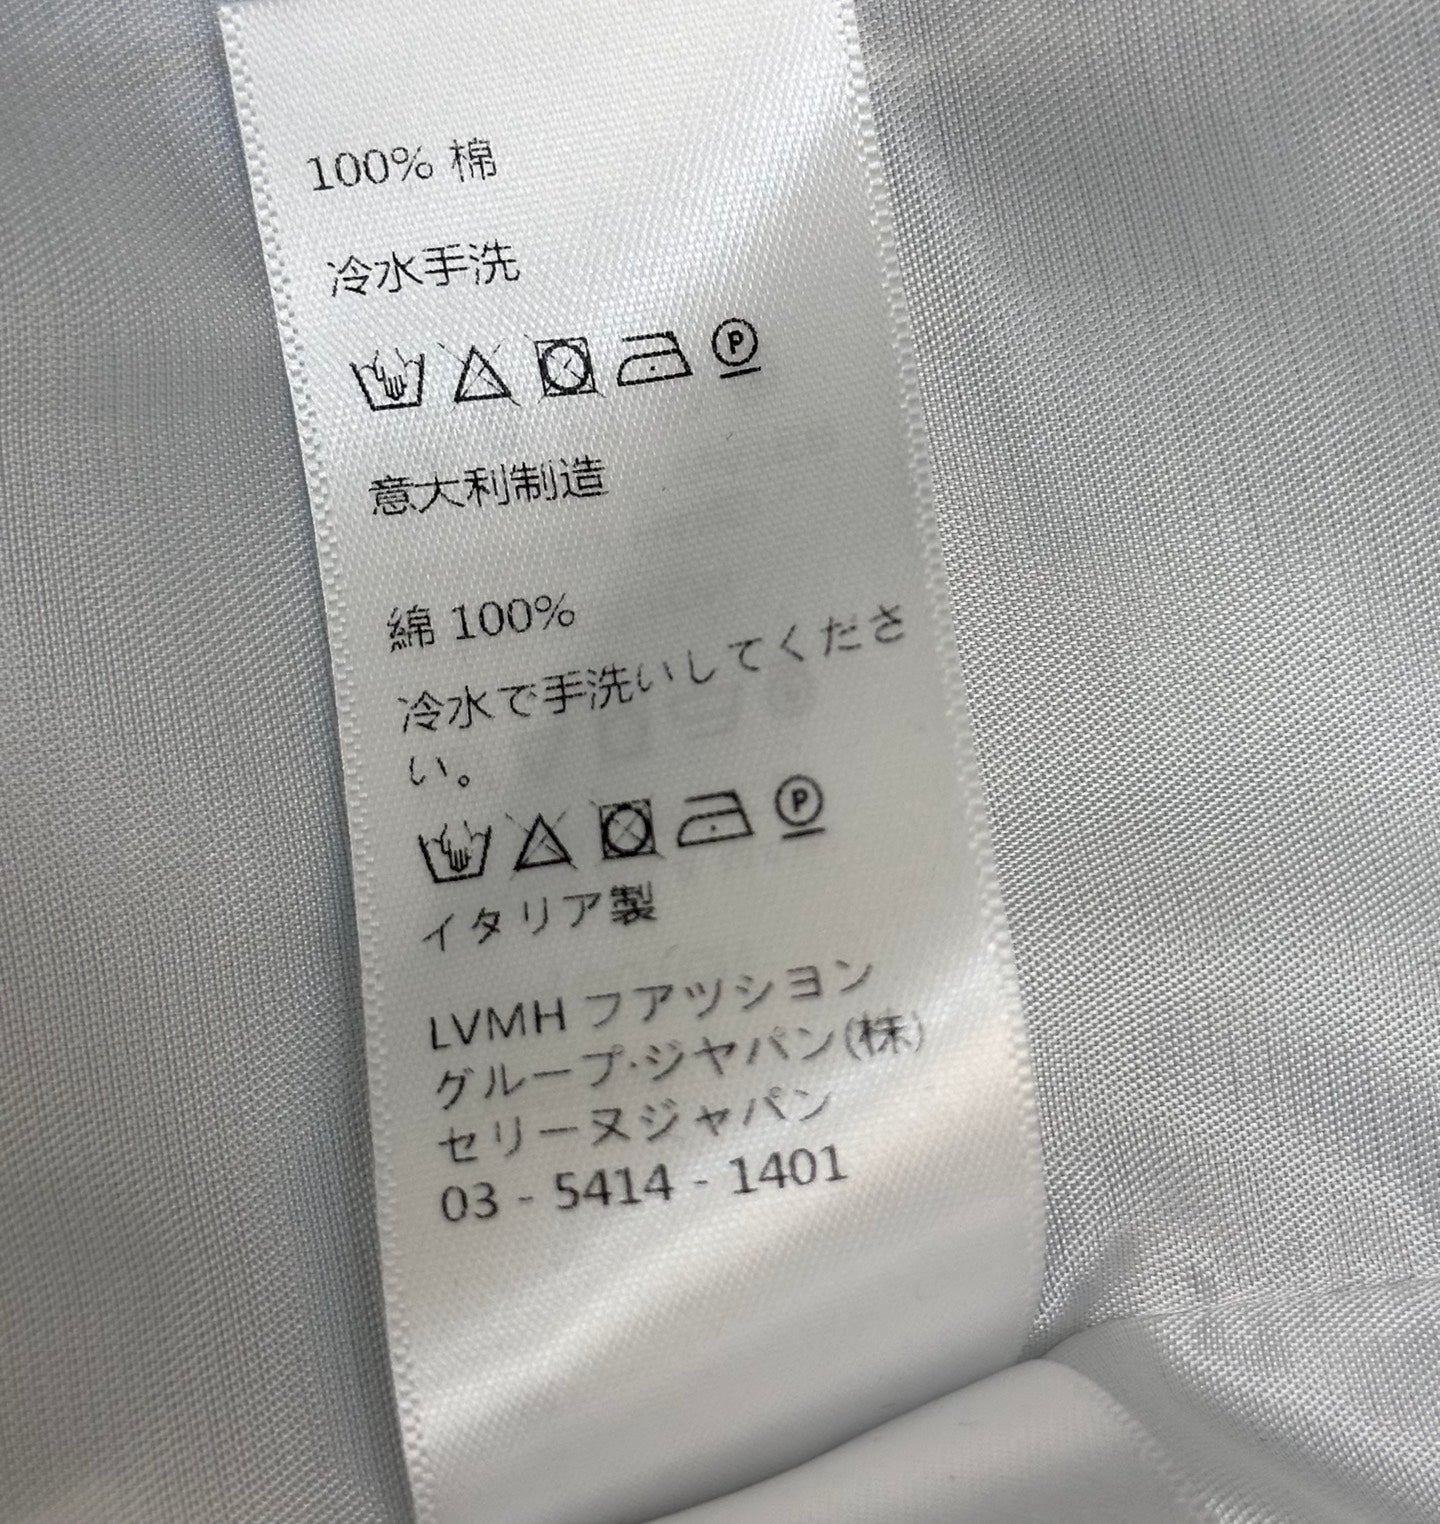 100% 棉
冷水手洗
P
意大利制造
綿 100%
冷水で手洗いしてくださ
い。
P
イタリア製
LVMH フアツシヨン
グループ·ジヤパン(株)
セリーヌジャパン
03 - 5414 - 1401